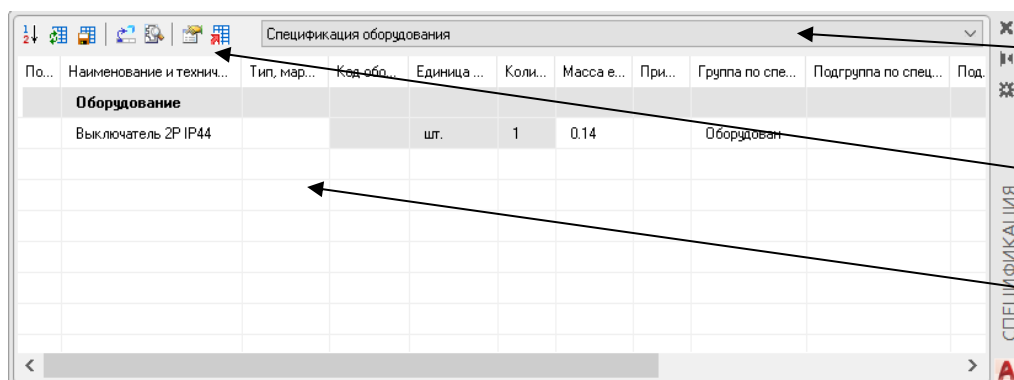 Спецификация оборудования
По... Наименование и технич... Тип, мар... Код обо... Единица ... Коли... Масса е... При... Группа по спе... Подгруппа по спец... Под.
Оборудование
Выключатель 2P IP44 шт. 1 0.14 Оборудован
СПЕЦИФИКАЦИЯ